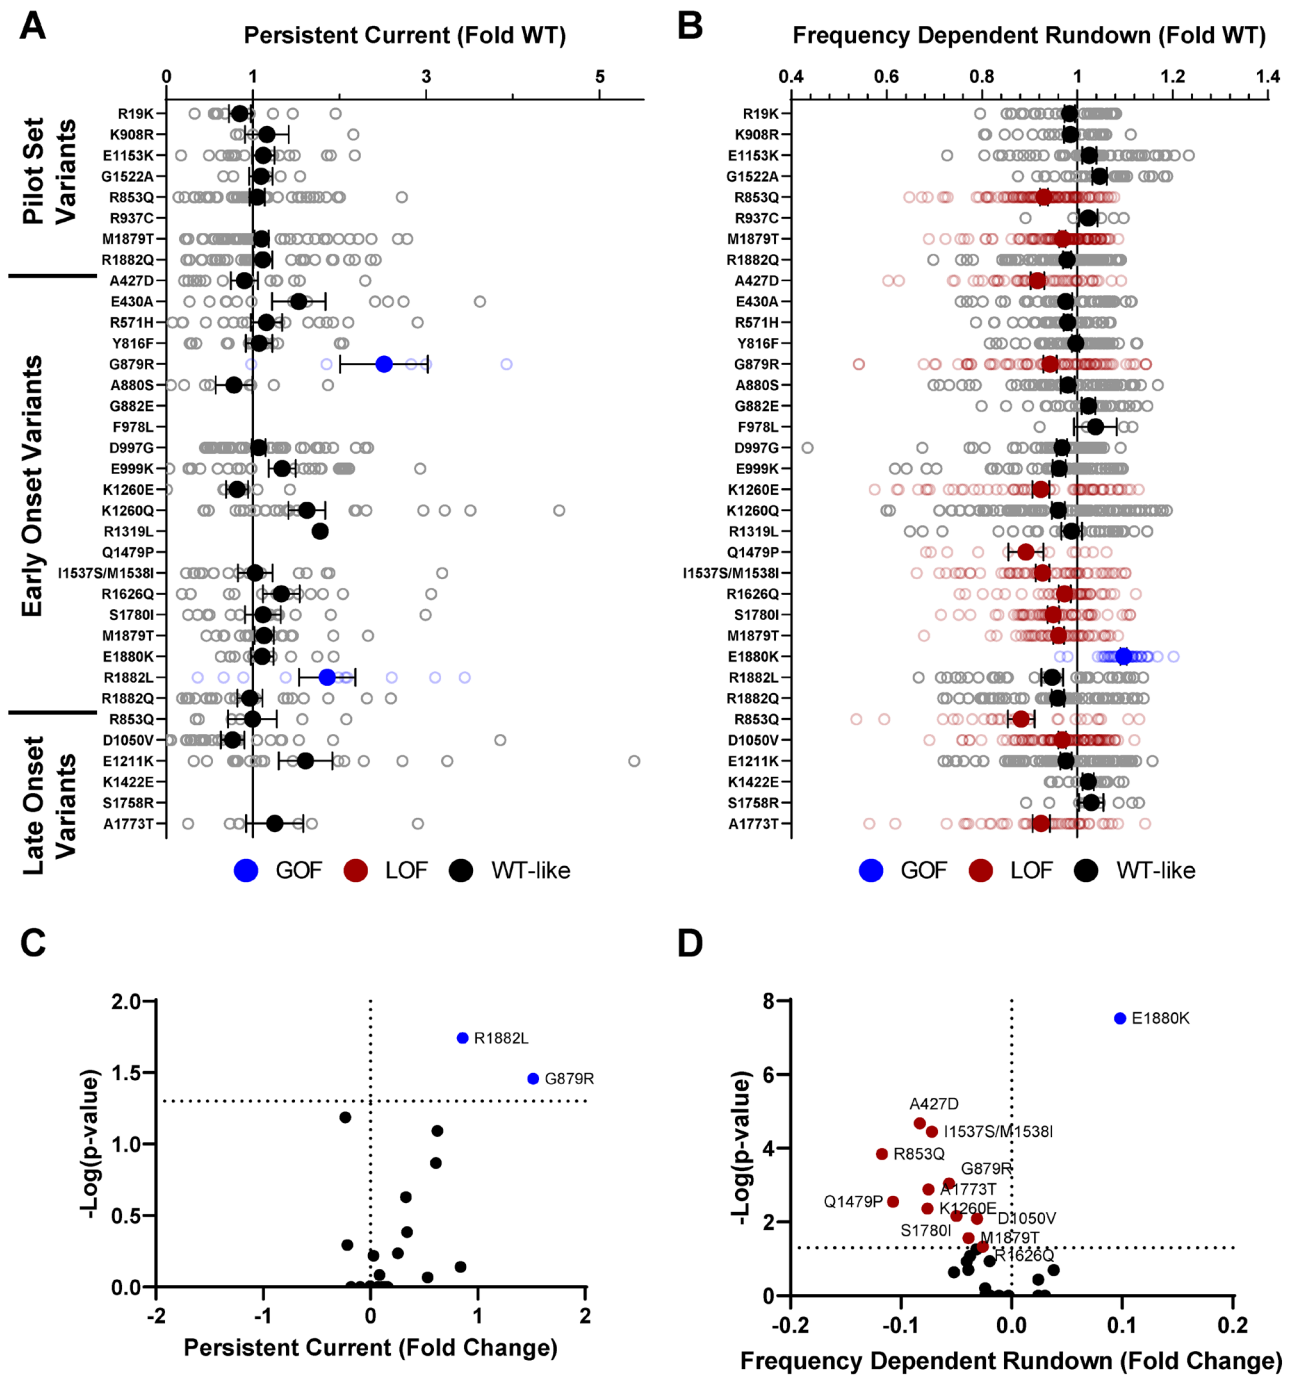 A
Persistent Current (Fold WT)
0 1 3 5
Pilot Set
Variants
Early Onset Variants
Late Onset
Variants
R19K
K908R
E1153K
G1522A
R853Q
R937C
M1879T
R1882Q
A427D
E430A
R571H
Y816F
G879R
A880S
G882E
F978L
D997G
E999K
K1260E
K1260Q
R1319L
Q1479P
I1537S/M1538I
R1626Q
S1780I
M1879T
E1880K
R1882L
R1882Q
R853Q
D1050V
E1211K
K1422E
S1758R
A1773T
GOF LOF WT-like
B
Frequency Dependent Rundown (Fold WT)
0.4 0.6 0.8 1 1.2 1.4
R19K
K908R
E1153K
G1522A
R853Q
R937C
M1879T
R1882Q
A427D
E430A
R571H
Y816F
G879R
A880S
G882E
F978L
D997G
E999K
K1260E
K1260Q
R1319L
Q1479P
I1537S/M1538I
R1626Q
S1780I
M1879T
E1880K
R1882L
R1882Q
R853Q
D1050V
E1211K
K1422E
S1758R
A1773T
GOF LOF WT-like
C
-Log(p-value)
2.0
1.5
1.0
0.5
0.0
R1882L
G879R
-2 -1 0 1 2
Persistent Current (Fold Change)
D
-Log(p-value)
8
6
4
2
0
E1880K
A427D
I1537S/M1538I
R853Q
G879R
A1773T
Q1479P
K1260E
D1050V
S1780I
M1879T
R1626Q
-0.2 -0.1 0.0 0.1 0.2
Frequency Dependent Rundown (Fold Change)